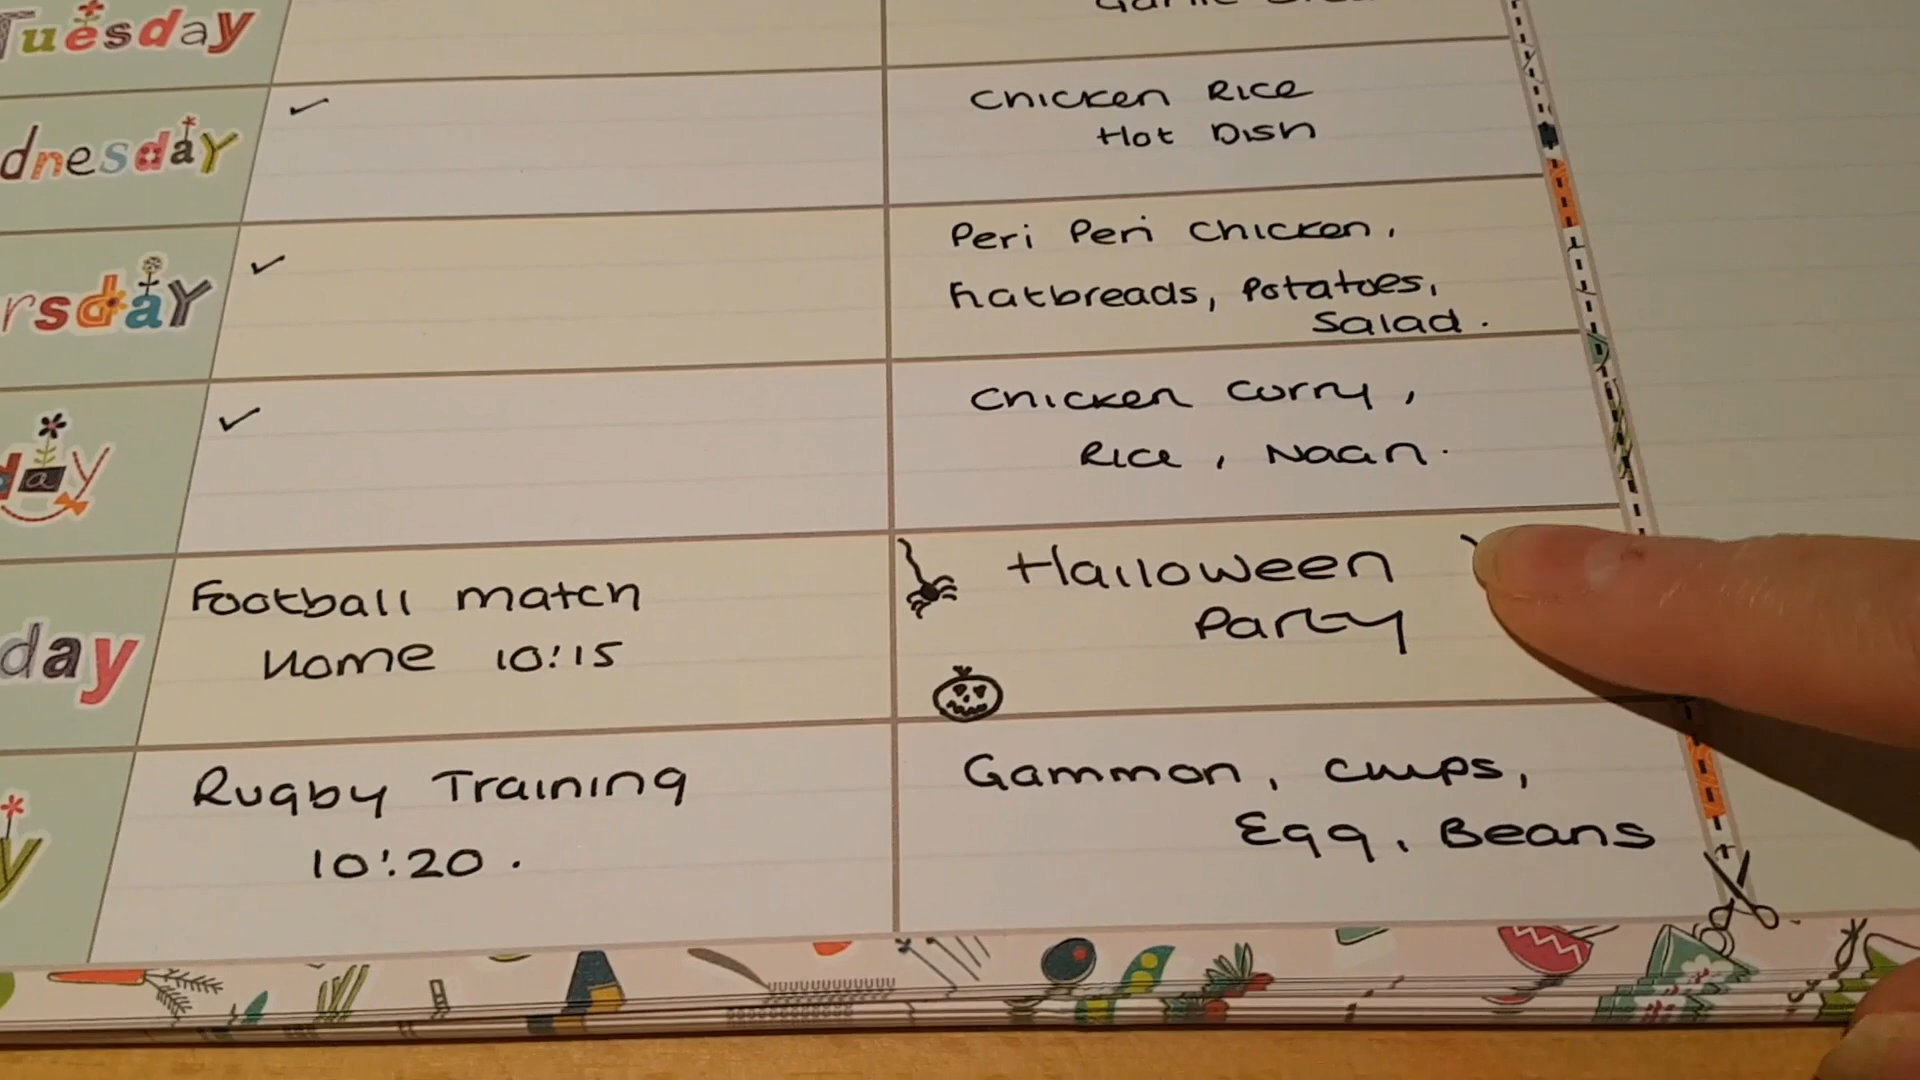 Tuesday
dnesday
Chicken Rice
Hot Dish
rsday
Peri Peri Chicken,
flatbreads, Potatoes,
Salad.
day
Chicken Curry,
Rice, Naan.
day
Football match
Home 10:15
Halloween
Party
y
Rugby Training
10:20.
Gammon, Chips,
Egg, Beans